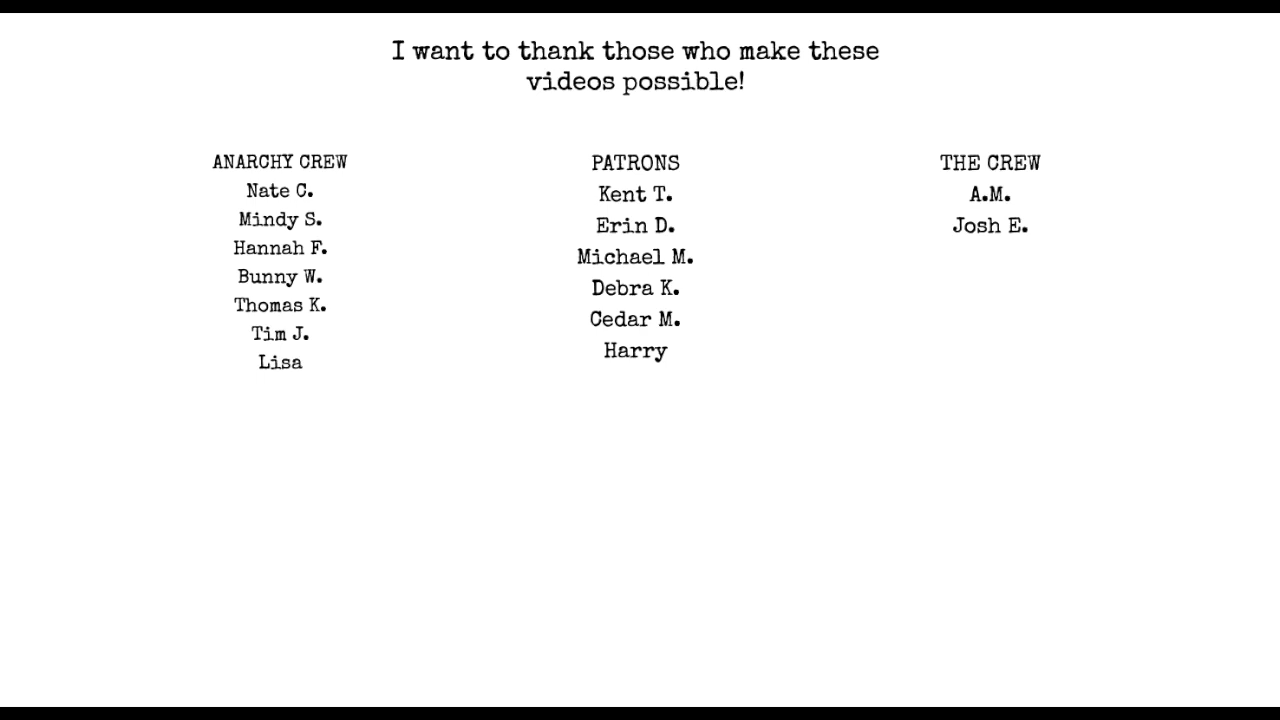 I want to thank those who make these
videos possible!
ANARCHY CREW
Nate C.
Mindy S.
Hannah F.
Bunny W.
Thomas K.
Tim J.
Lisa
PATRONS
Kent T.
Erin D.
Michael M.
Debra K.
Cedar M.
Harry
THE CREW
A.M.
Josh E.